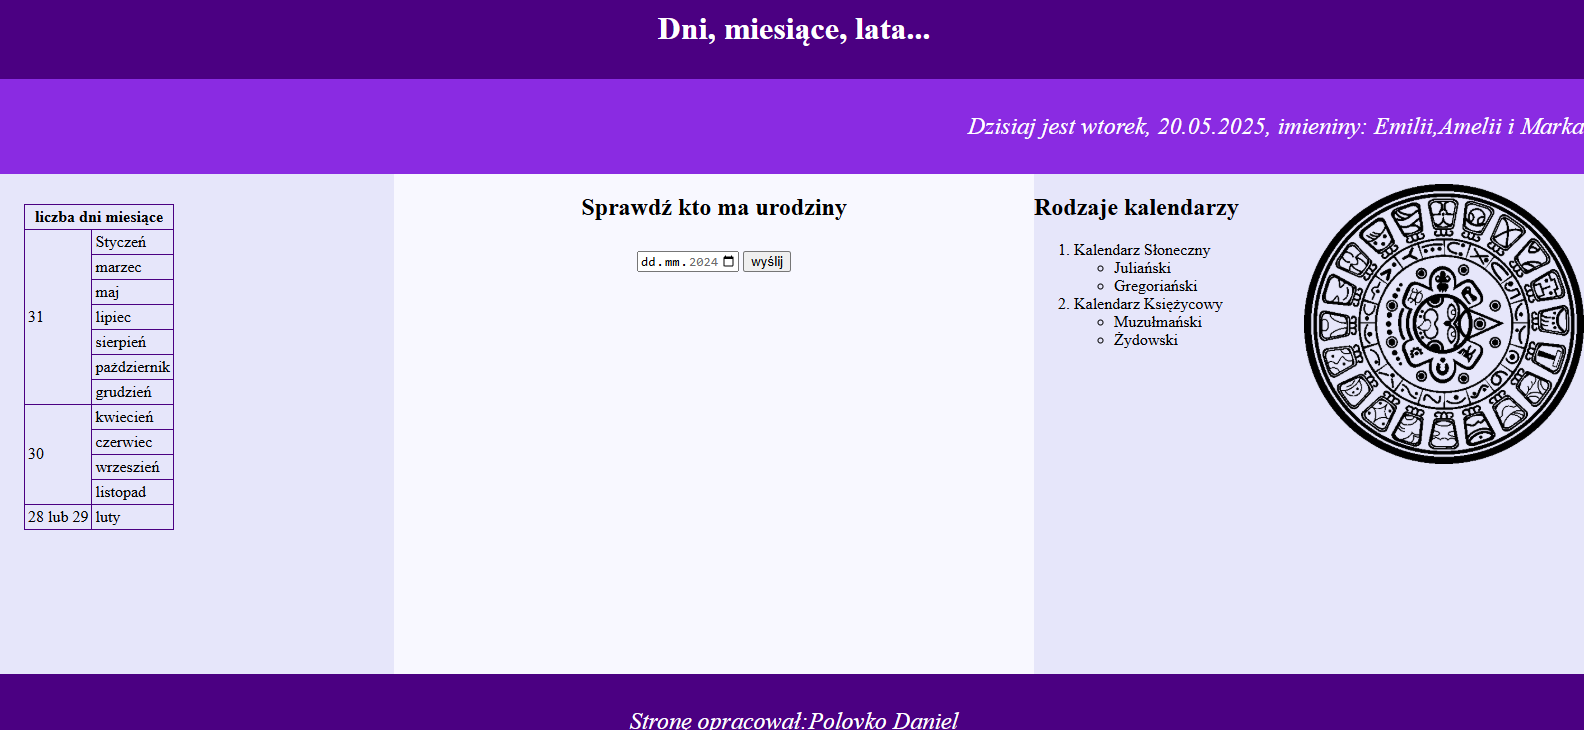 Dni, miesiące, lata...
Dzisiaj jest wtorek, 20.05.2025, imieniny: Emilii,Amelii i Marka
liczba dni miesiące
31
Styczeń
marzec
maj
lipiec
sierpień
październik
grudzień
30
kwiecień
czerwiec
wrzeszień
listopad
28 lub 29 luty
Sprawdź kto ma urodziny
dd.mm.2024 wyślij
Rodzaje kalendarzy
1. Kalendarz Słoneczny
Juliański
Gregoriański
2. Kalendarz Księżycowy
Muzułmański
Żydowski
Stronę opracował:Polovko Daniel